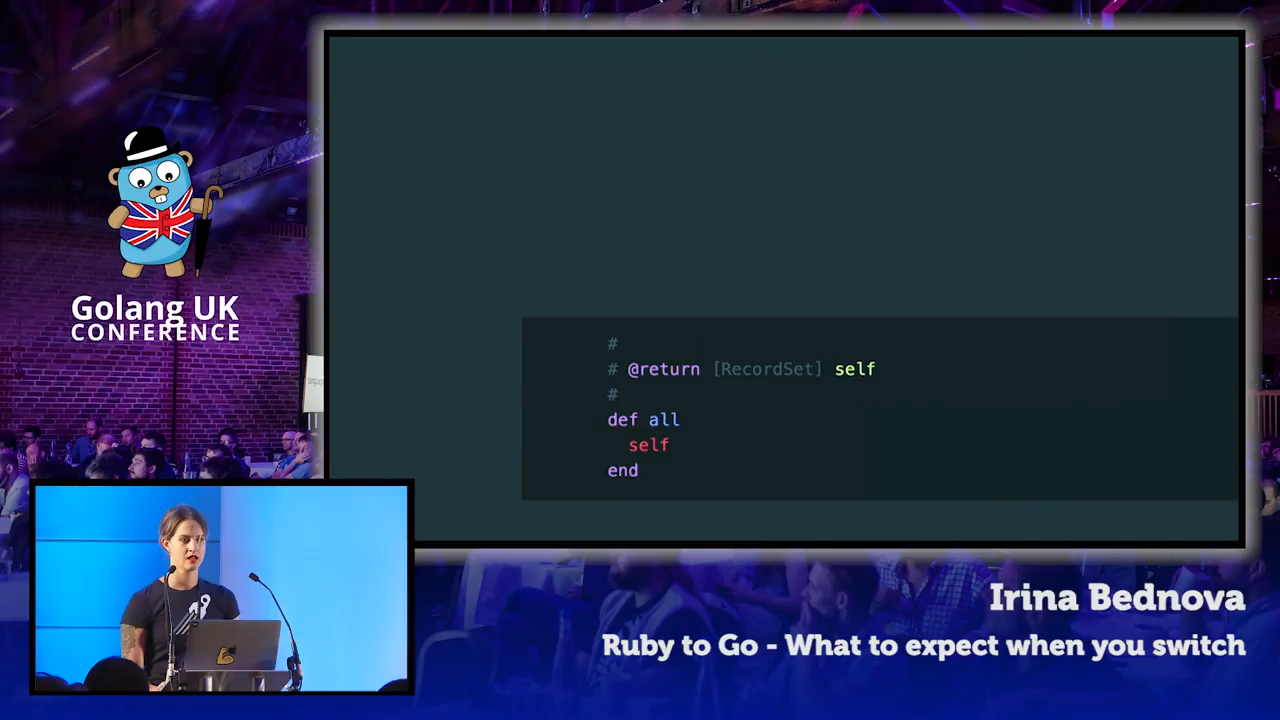 Golang UK
CONFERENCE
#
# @return [RecordSet] self
#
def all
self
end
Irina Bednova
Ruby to Go - What to expect when you switch